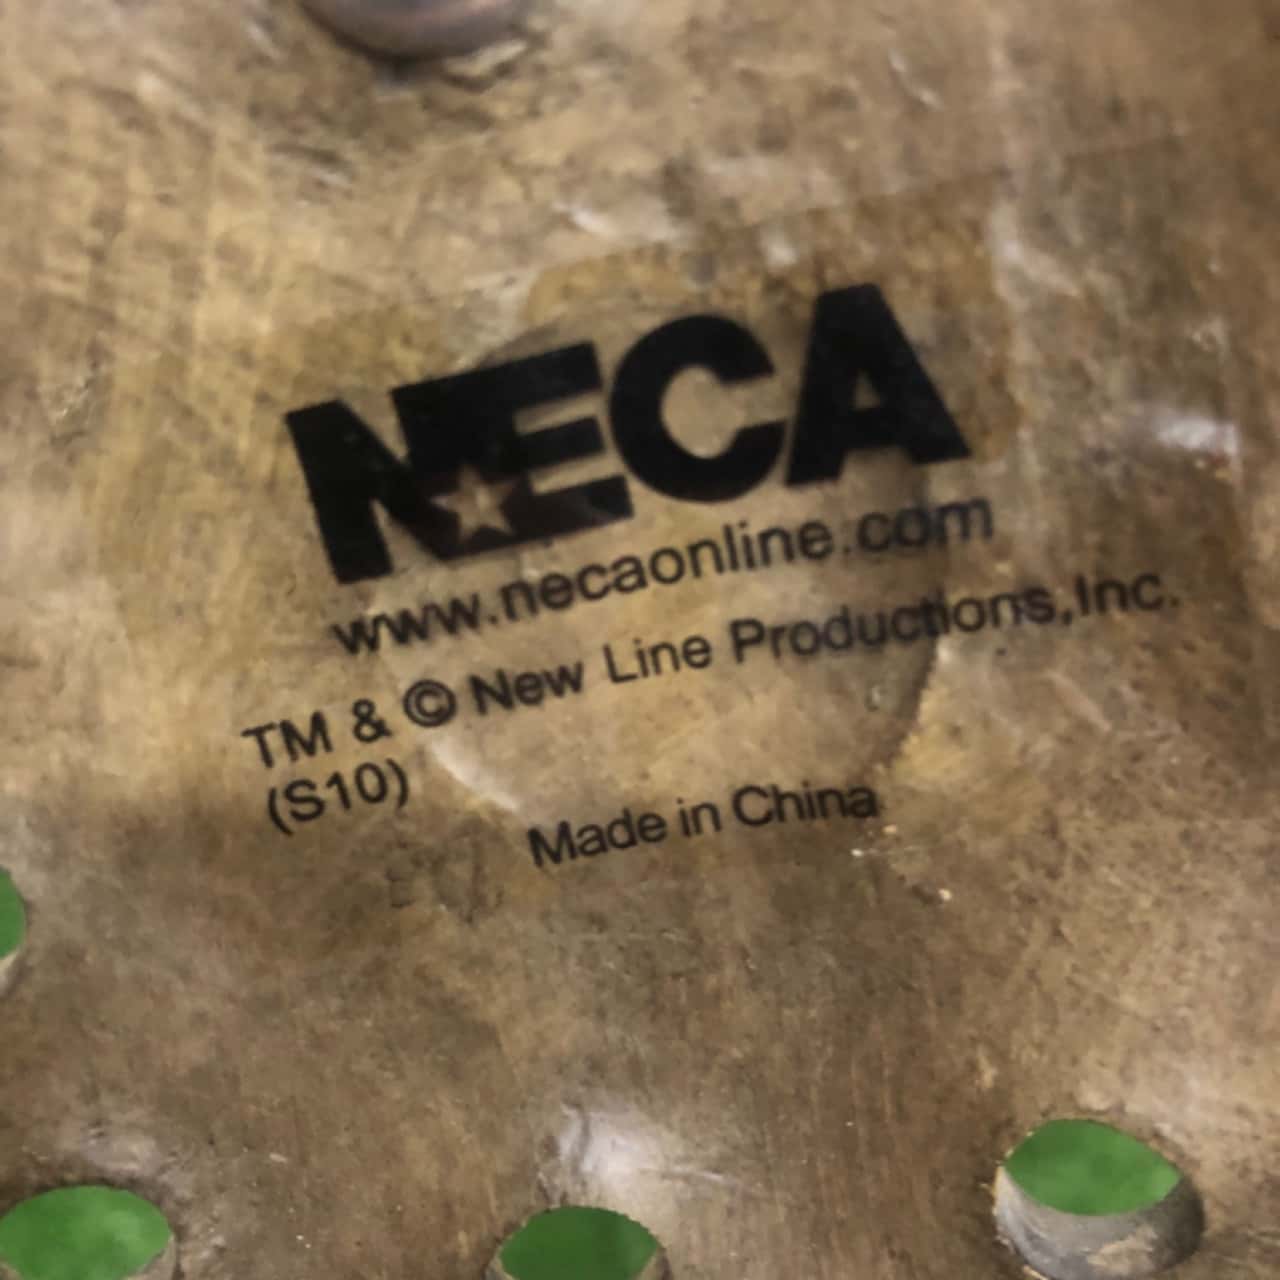 NECA
www.necaonline.com
TM & © New Line Productions,Inc.
(S10)
Made in China